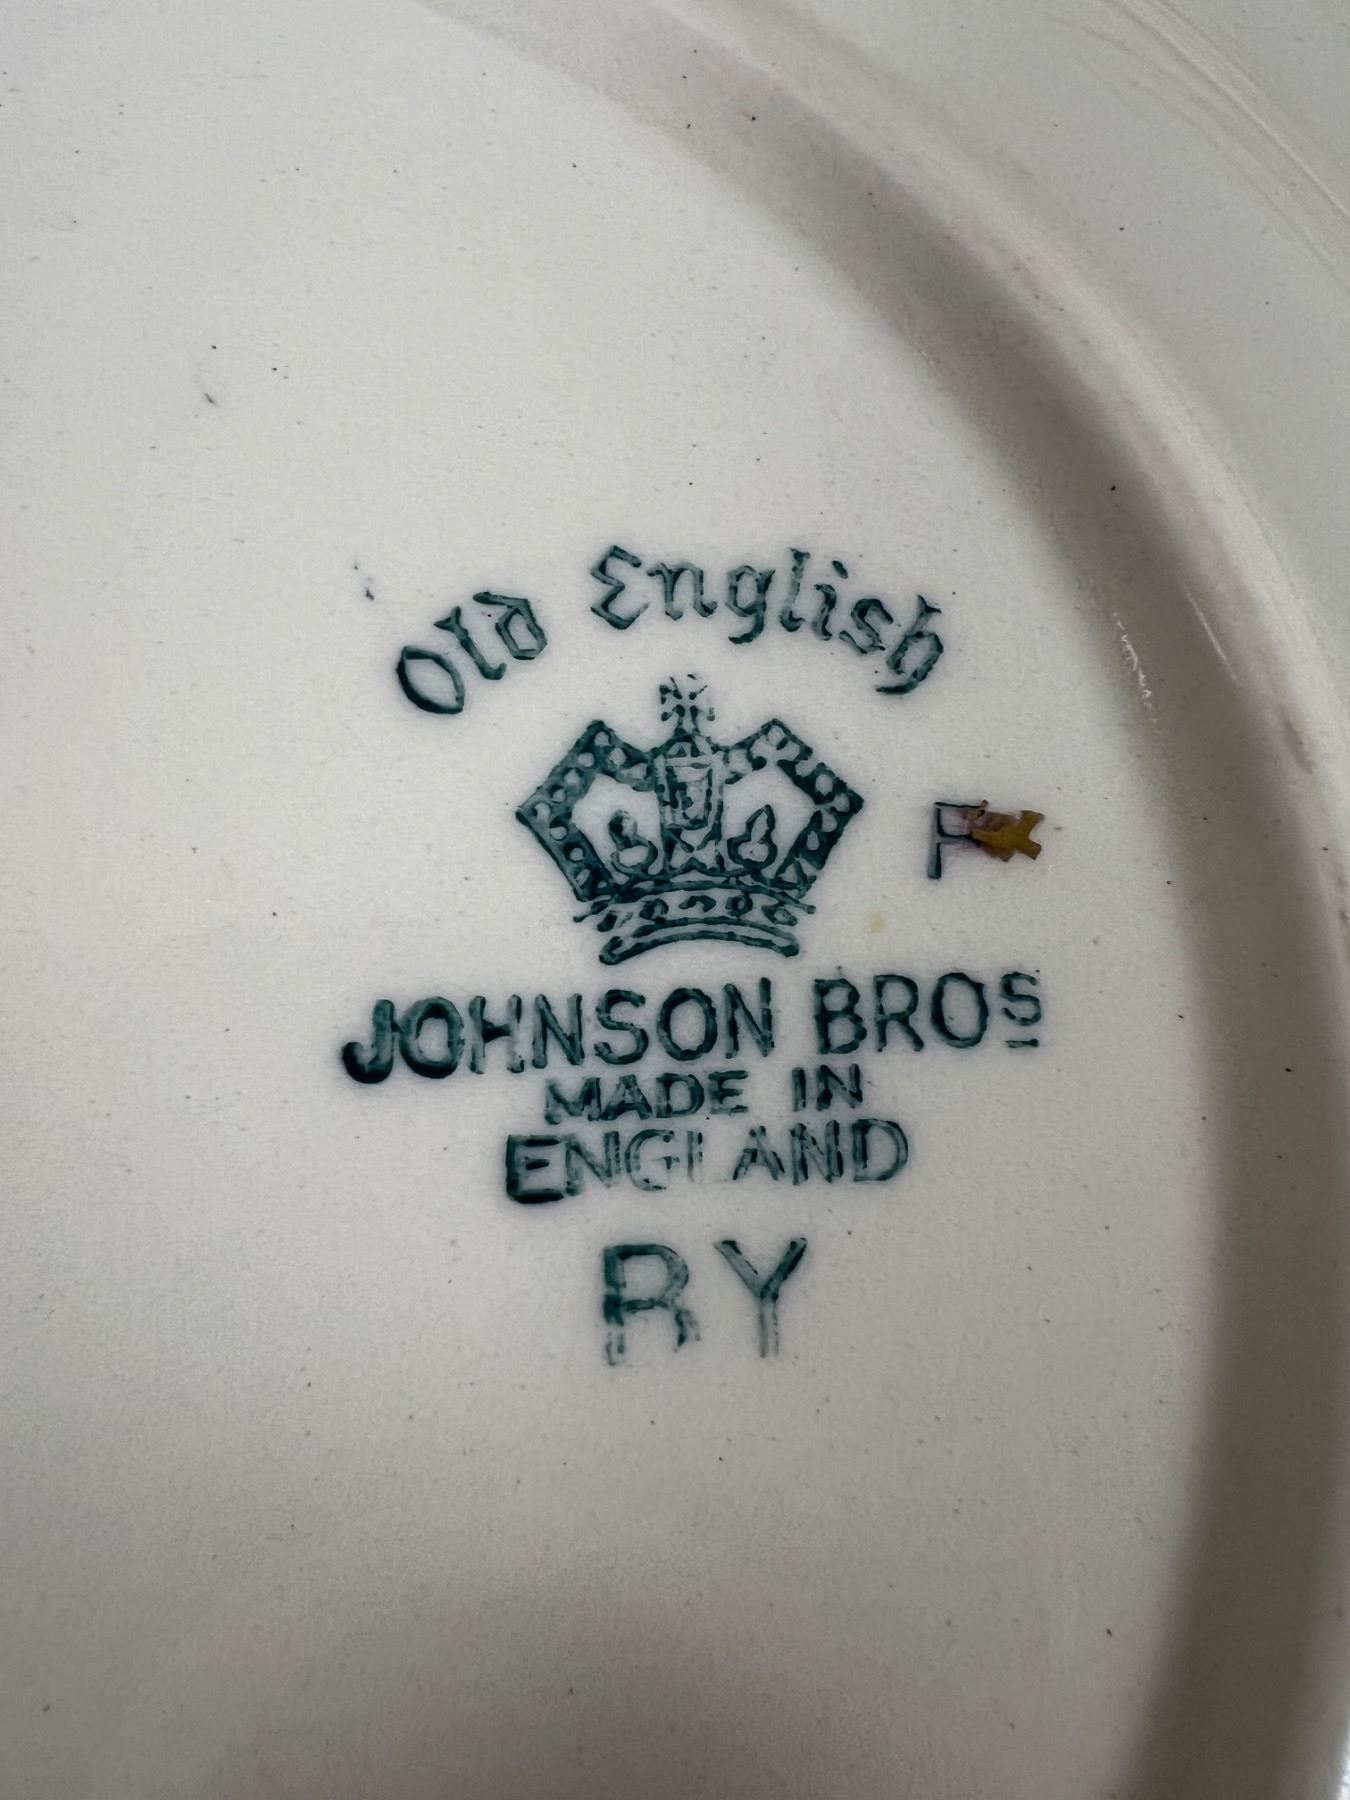 Old English
F
JOHNSON BROS
MADE IN
ENGLAND
RY